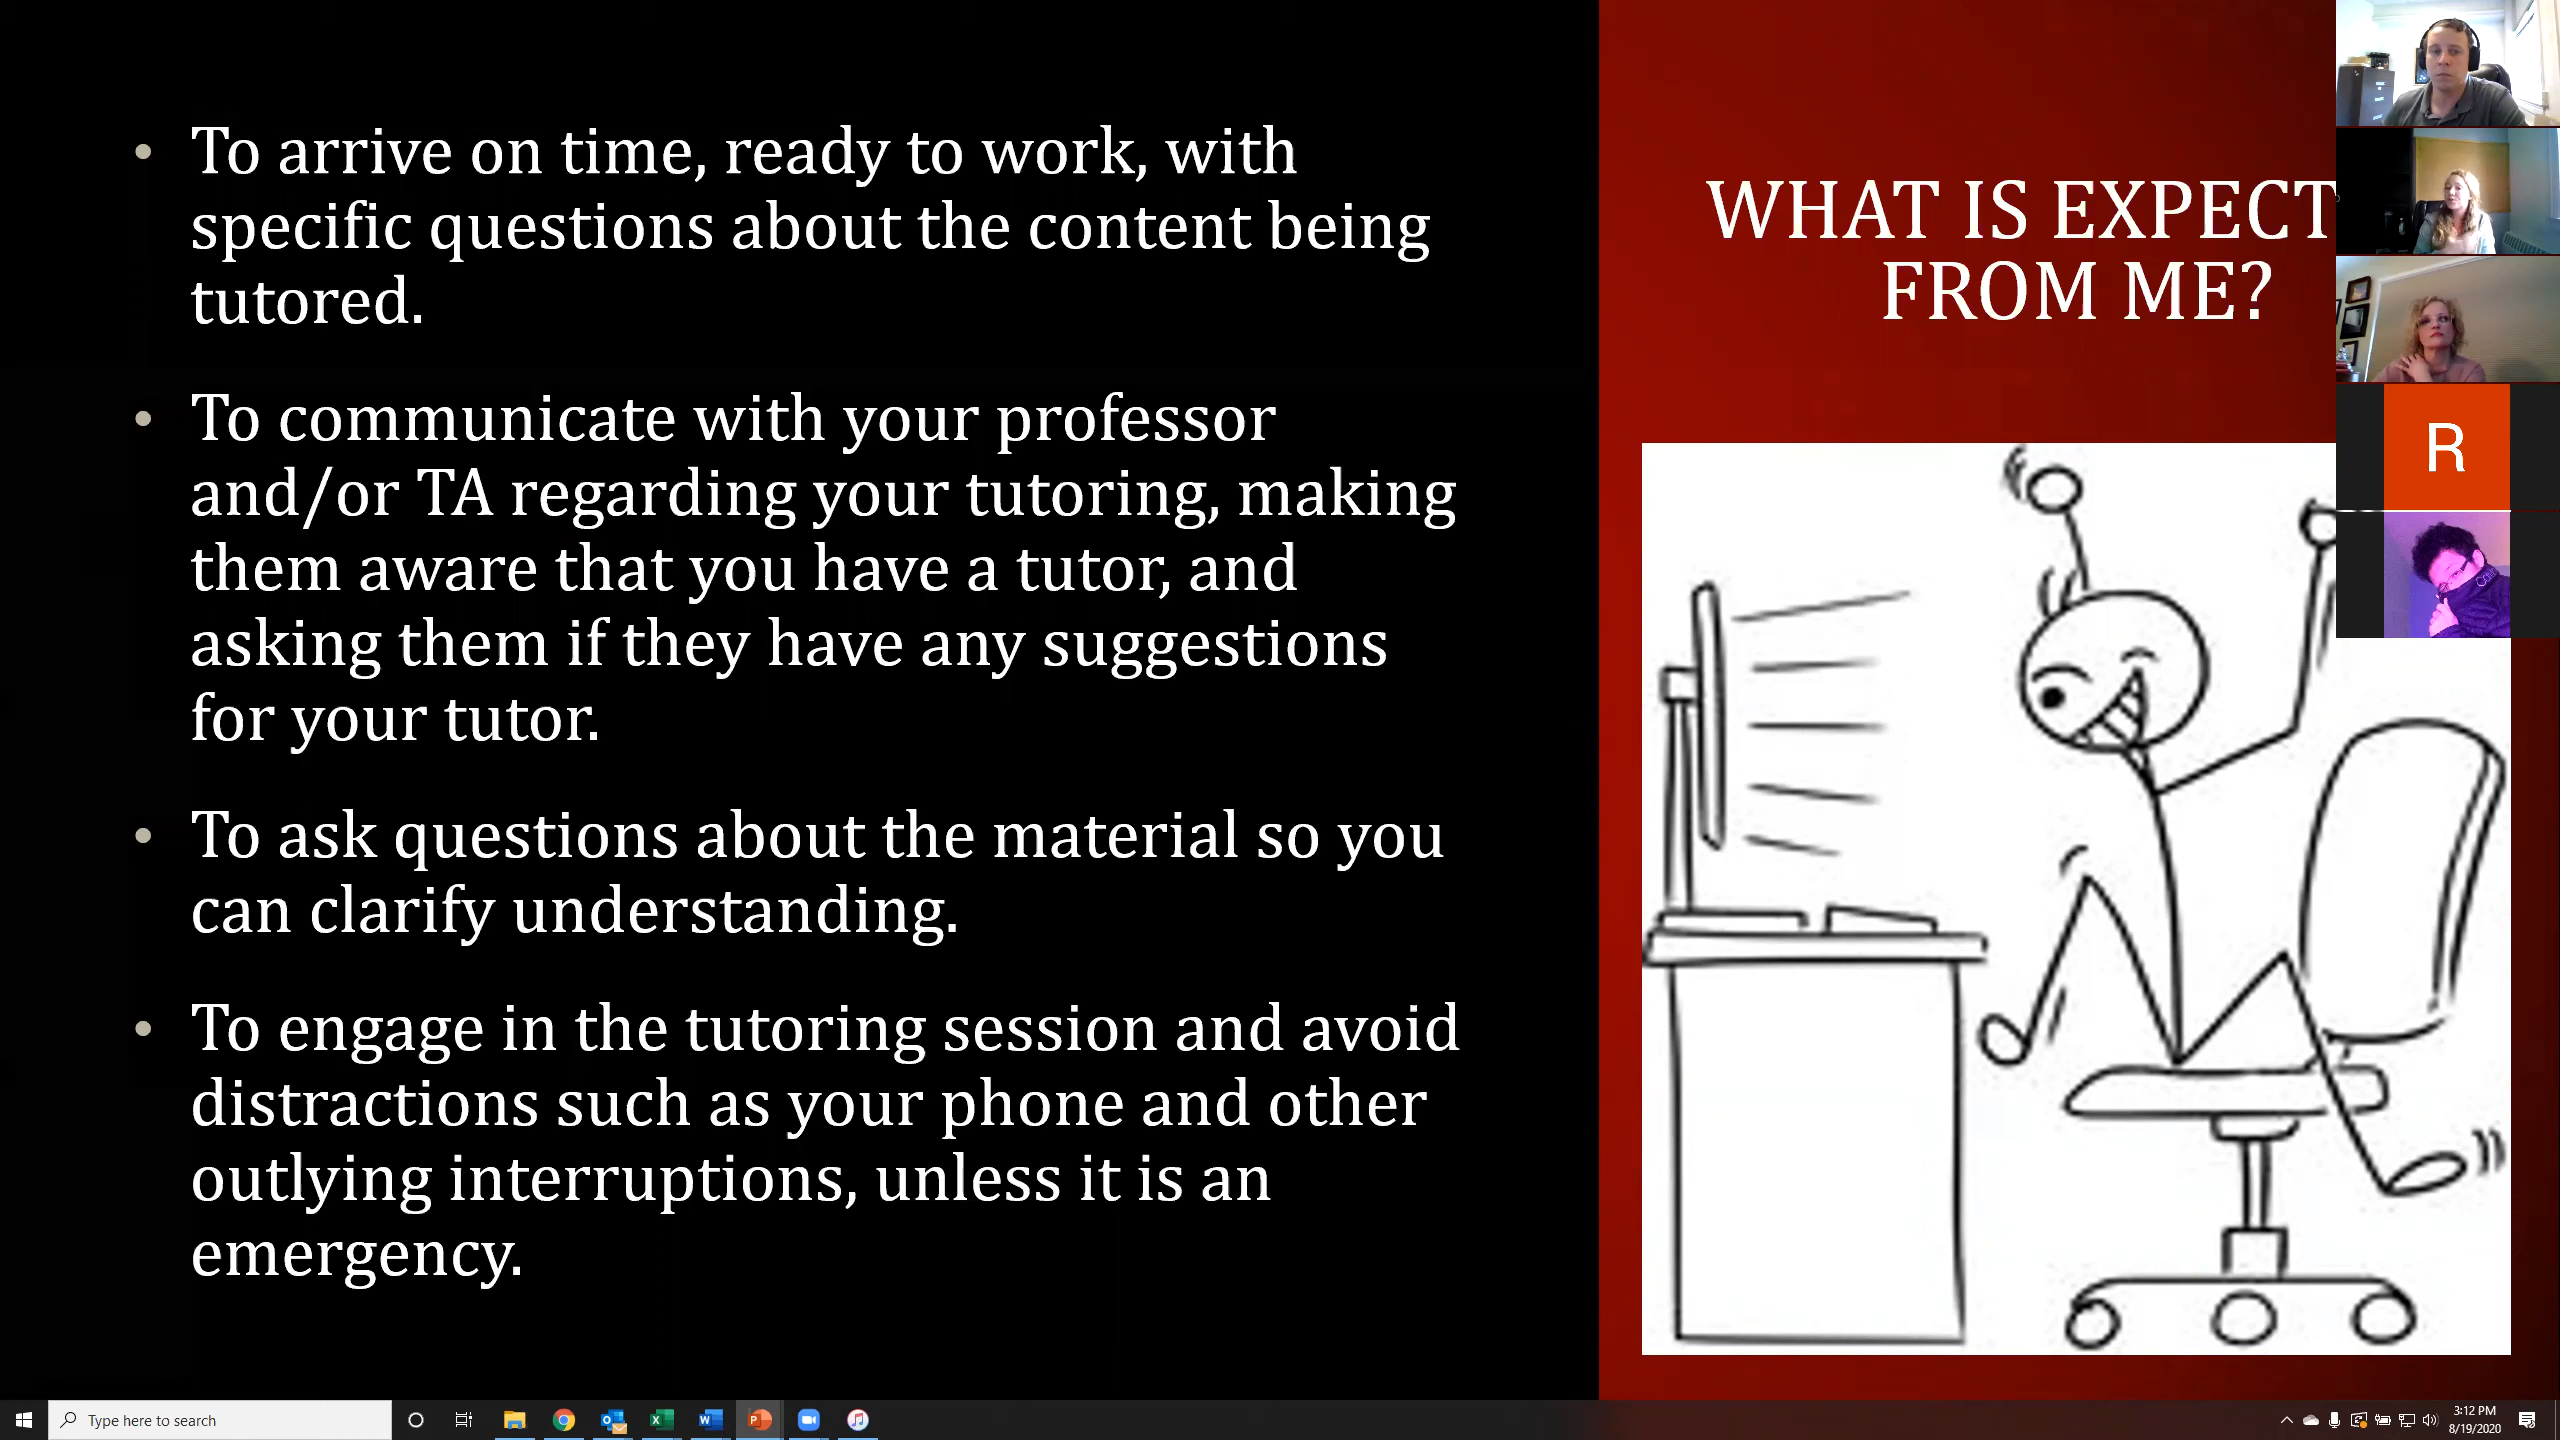 • To arrive on time, ready to work, with
specific questions about the content being
tutored.
• To communicate with your professor
and/or TA regarding your tutoring, making
them aware that you have a tutor, and
asking them if they have any suggestions
for your tutor.
• To ask questions about the material so you
can clarify understanding.
• To engage in the tutoring session and avoid
distractions such as your phone and other
outlying interruptions, unless it is an
emergency.
WHAT IS EXPECT
FROM ME?
R
Type here to search
3:12 PM
8/19/2020